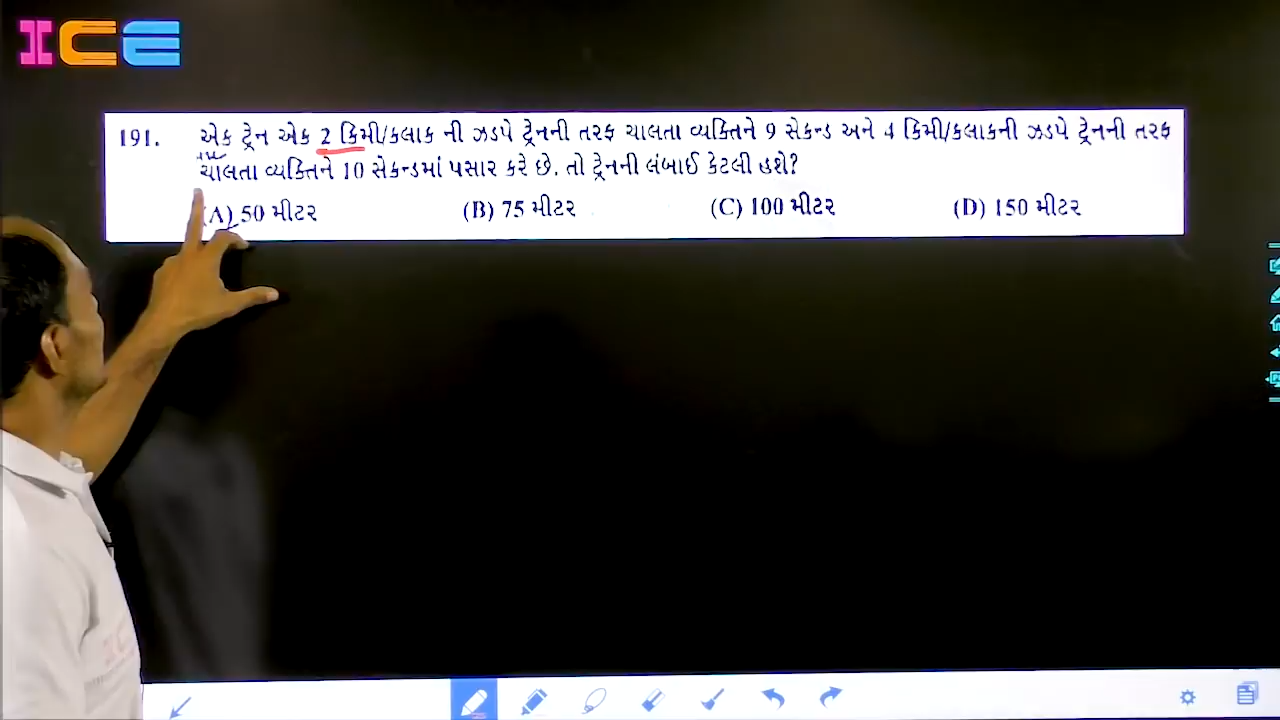 ICE
191. એક ટ્રેન એક 2 કિમી/કલાક ની ઝડપે ટ્રેનની તરફ ચાલતા વ્યક્તિને 9 સેકન્ડ અને 4 કિમી/કલાકની ઝડપે ટ્રેનની તરફ
ચાલતા વ્યક્તિને 10 સેકન્ડમાં પસાર કરે છે. તો ટ્રેનની લંબાઈ કેટલી હશે?
(A) 50 મીટર (B) 75 મીટર (C) 100 મીટર (D) 150 મીટર